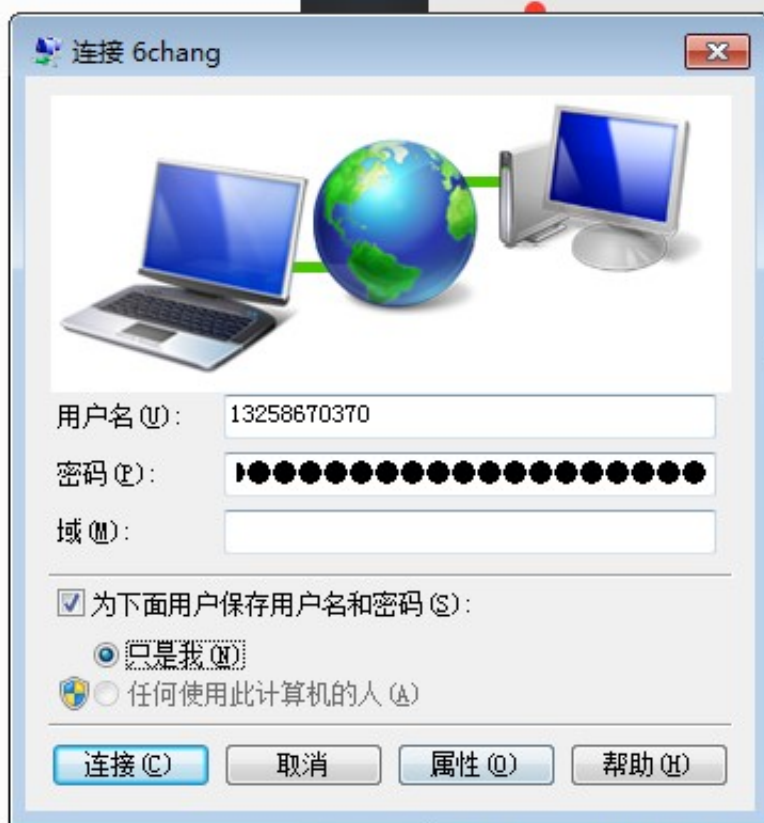 连接 6chang
用户名(U): 13258670370
密码(P): ●●●●●●●●●●●●●●●●●●
域(M):
为下面用户保存用户名和密码(S):
只是我(N)
任何使用此计算机的人(A)
连接(C) 取消 属性(O) 帮助(H)